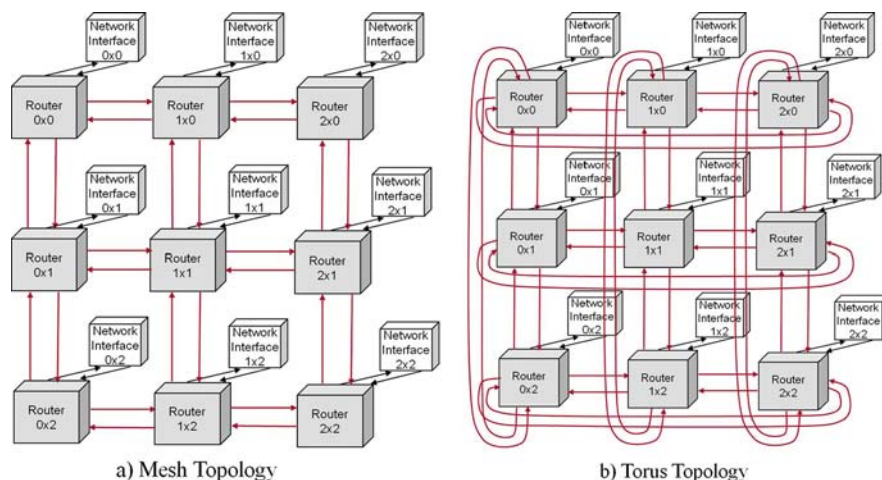 Network
Interface
0x0
Network
Interface
1x0
Network
Interface
2x0
Router
0x0
Router
1x0
Router
2x0
Network
Interface
0x1
Network
Interface
1x1
Network
Interface
2x1
Router
0x1
Router
1x1
Router
2x1
Network
Interface
0x2
Network
Interface
1x2
Network
Interface
2x2
Router
0x2
Router
1x2
Router
2x2
a) Mesh Topology
Network
Interface
0x0
Network
Interface
1x0
Network
Interface
2x0
Router
0x0
Router
1x0
Router
2x0
Network
Interface
0x1
Network
Interface
1x1
Network
Interface
2x1
Router
0x1
Router
1x1
Router
2x1
Network
Interface
0x2
Network
Interface
1x2
Network
Interface
2x2
Router
0x2
Router
1x2
Router
2x2
b) Torus Topology